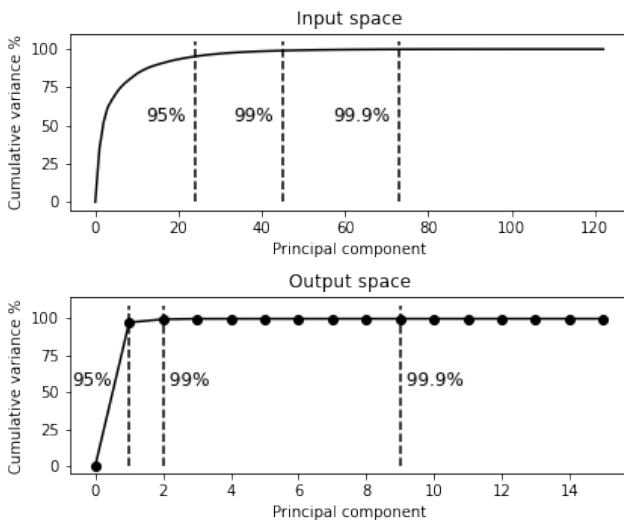 Input space
Cumulative variance %
100
75
50
25
0
95%
99%
99.9%
0 20 40 60 80 100 120
Principal component
Output space
Cumulative variance %
100
75
50
25
0
95%
99%
99.9%
0 2 4 6 8 10 12 14
Principal component